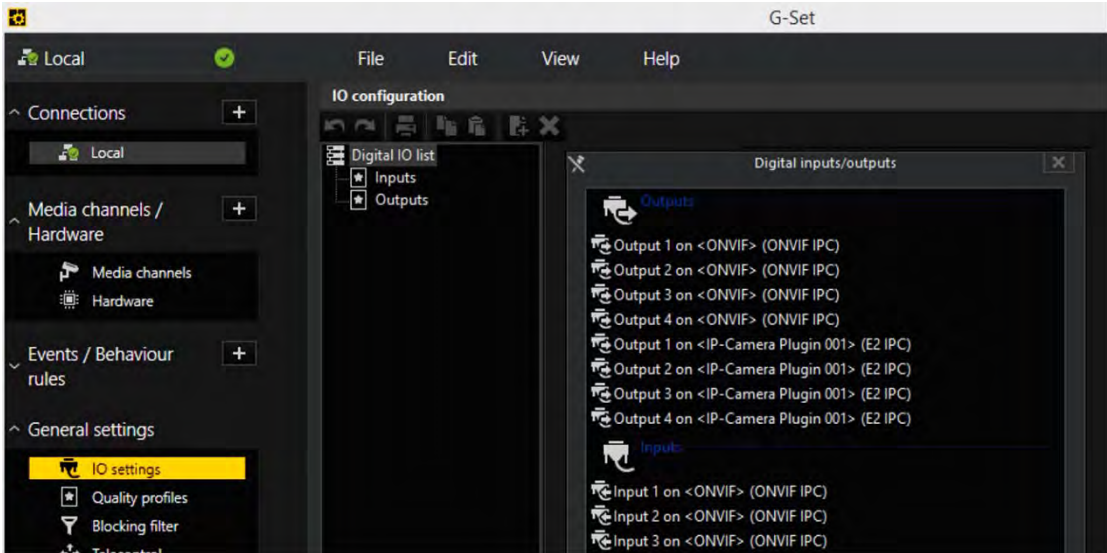 G-Set
Local
File Edit View Help
IO configuration
Connections
Local
Media channels /
Hardware
Media channels
Hardware
Events / Behaviour
rules
General settings
IO settings
Quality profiles
Blocking filter
Telecontrol
Digital IO list
Inputs
Outputs
Digital inputs/outputs
Outputs
Output 1 on <ONVIF> (ONVIF IPC)
Output 2 on <ONVIF> (ONVIF IPC)
Output 3 on <ONVIF> (ONVIF IPC)
Output 4 on <ONVIF> (ONVIF IPC)
Output 1 on <IP-Camera Plugin 001> (E2 IPC)
Output 2 on <IP-Camera Plugin 001> (E2 IPC)
Output 3 on <IP-Camera Plugin 001> (E2 IPC)
Output 4 on <IP-Camera Plugin 001> (E2 IPC)
Inputs
Input 1 on <ONVIF> (ONVIF IPC)
Input 2 on <ONVIF> (ONVIF IPC)
Input 3 on <ONVIF> (ONVIF IPC)